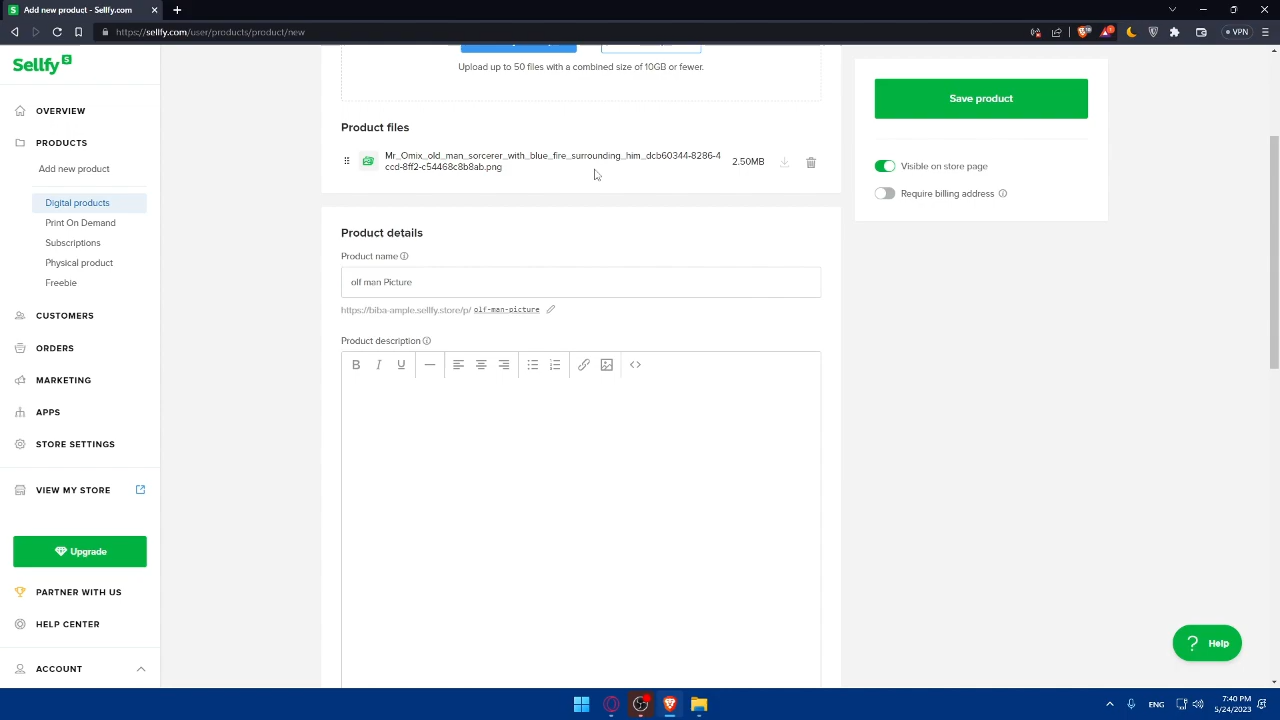 Add new product - Sellfy.com
https://sellfy.com/user/products/product/new
VPN
Sellfy
OVERVIEW
PRODUCTS
Add new product
Digital products
Print On Demand
Subscriptions
Physical product
Freebie
CUSTOMERS
ORDERS
MARKETING
APPS
STORE SETTINGS
VIEW MY STORE
Upgrade
PARTNER WITH US
HELP CENTER
ACCOUNT
Upload up to 50 files with a combined size of 10GB or fewer.
Product files
Mr_Omix_old_man_sorcerer_with_blue_fire_surrounding_him_dcb60344-8286-4
ccd-8ff2-c54468c8b8ab.png
2.50MB
Product details
Product name
olf man Picture
https://biba-ample.sellfy.store/p/ olf-man-picture
Product description
Save product
Visible on store page
Require billing address
Help
ENG
7:40 PM
5/24/2023